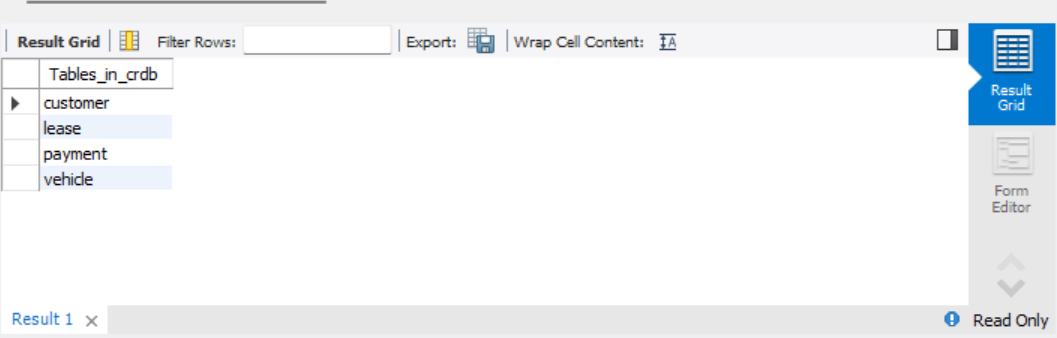 Result Grid Filter Rows: Export: Wrap Cell Content: IA
Tables_in_crdb
customer
lease
payment
vehicle
Result
Grid
Form
Editor
Result 1 ×
Read Only